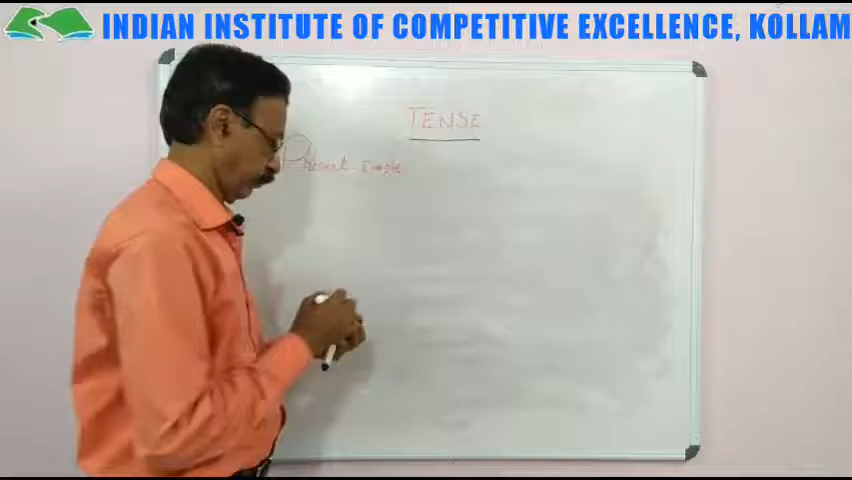 INDIAN INSTITUTE OF COMPETITIVE EXCELLENCE, KOLLAM
TENSE
Present Simple